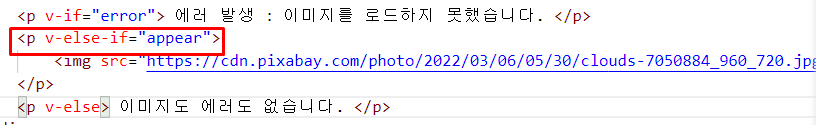 <p v-if="error"> 에러 발생 : 이미지를 로드하지 못했습니다. </p>
<p v-else-if="appear">
<img src="https://cdn.pixabay.com/photo/2022/03/06/05/30/clouds-7050884_960_720.jpg
</p>
<p v-else> 이미지도 에러도 없습니다. </p>